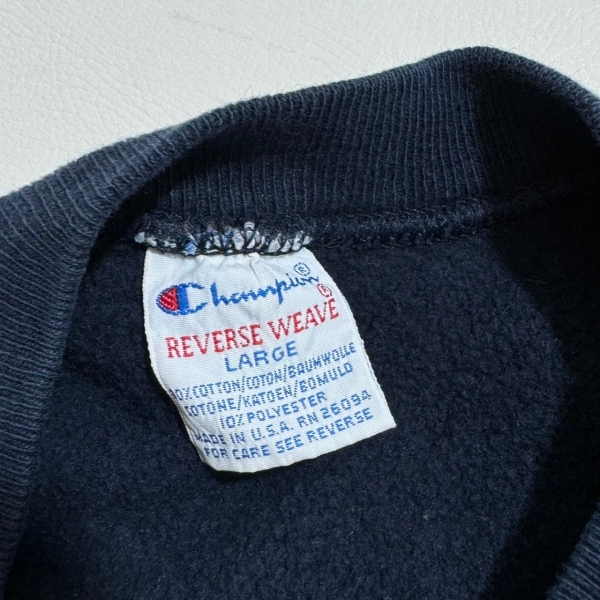 Champion®
REVERSE WEAVE®
LARGE
90% COTTON/COTON/BAUMWOLLE
COTONE/KATOEN/BOMULD
10% POLYESTER
MADE IN U.S.A. RN 26094
FOR CARE SEE REVERSE